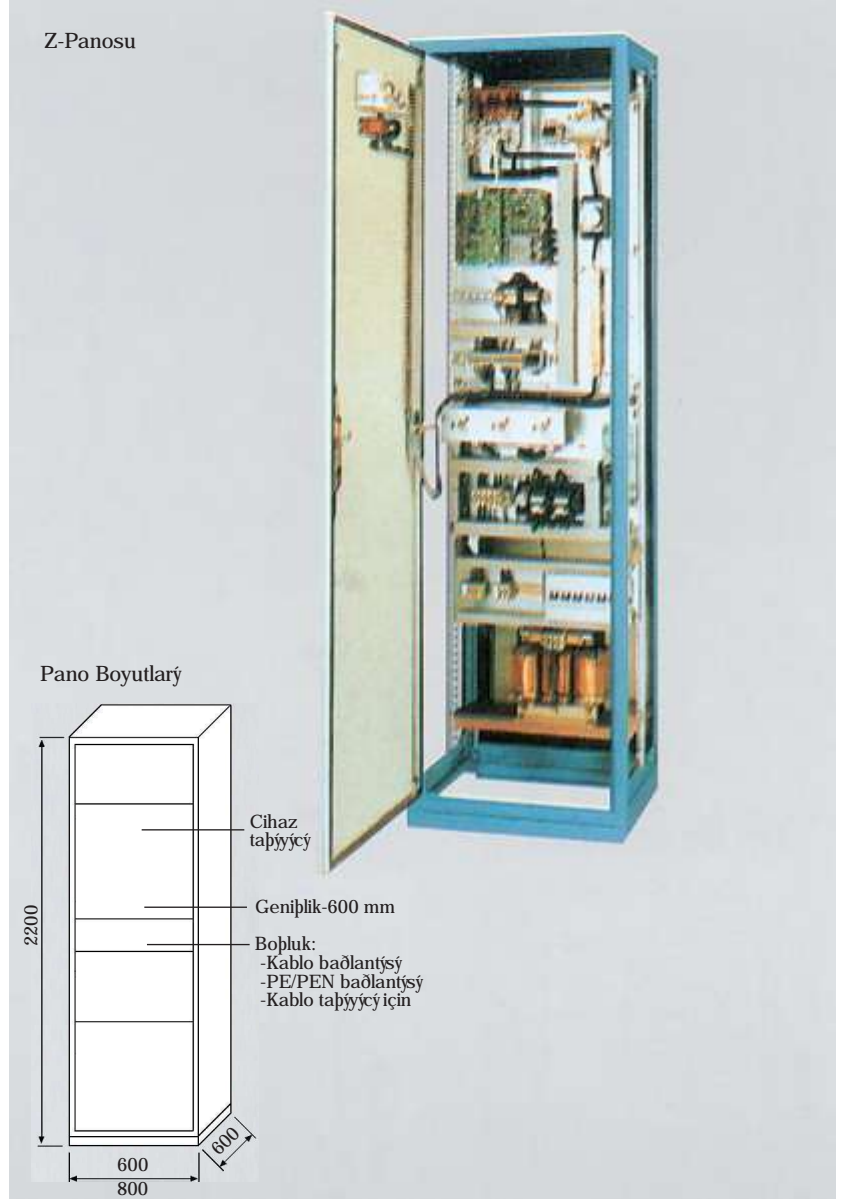 Z-Panosu
Pano Boyutlarý
Cihaz
taþýyýcý
Geniþlik-600 mm
Boþluk:
-Kablo baðlantýsý
-PE/PEN baðlantýsý
-Kablo taþýyýcý için
2200
600
600
800